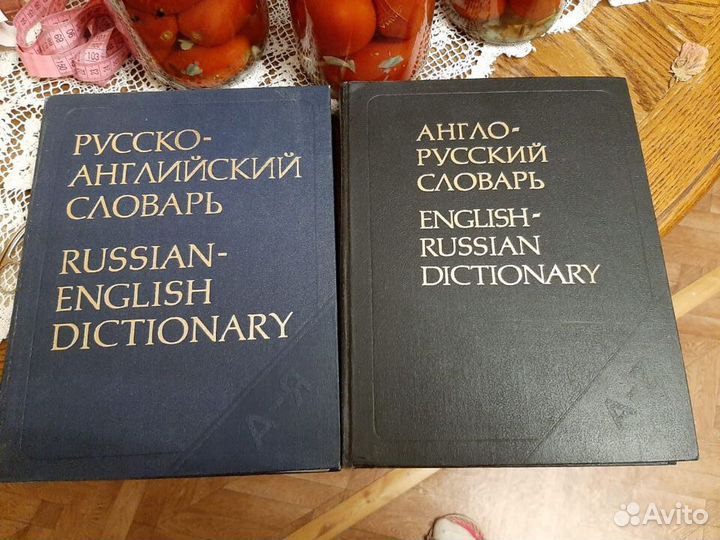 РУССКО-
АНГЛИЙСКИЙ
СЛОВАРЬ
RUSSIAN-
ENGLISH
DICTIONARY
А-Я
АНГЛО-
РУССКИЙ
СЛОВАРЬ
ENGLISH-
RUSSIAN
DICTIONARY
Avito